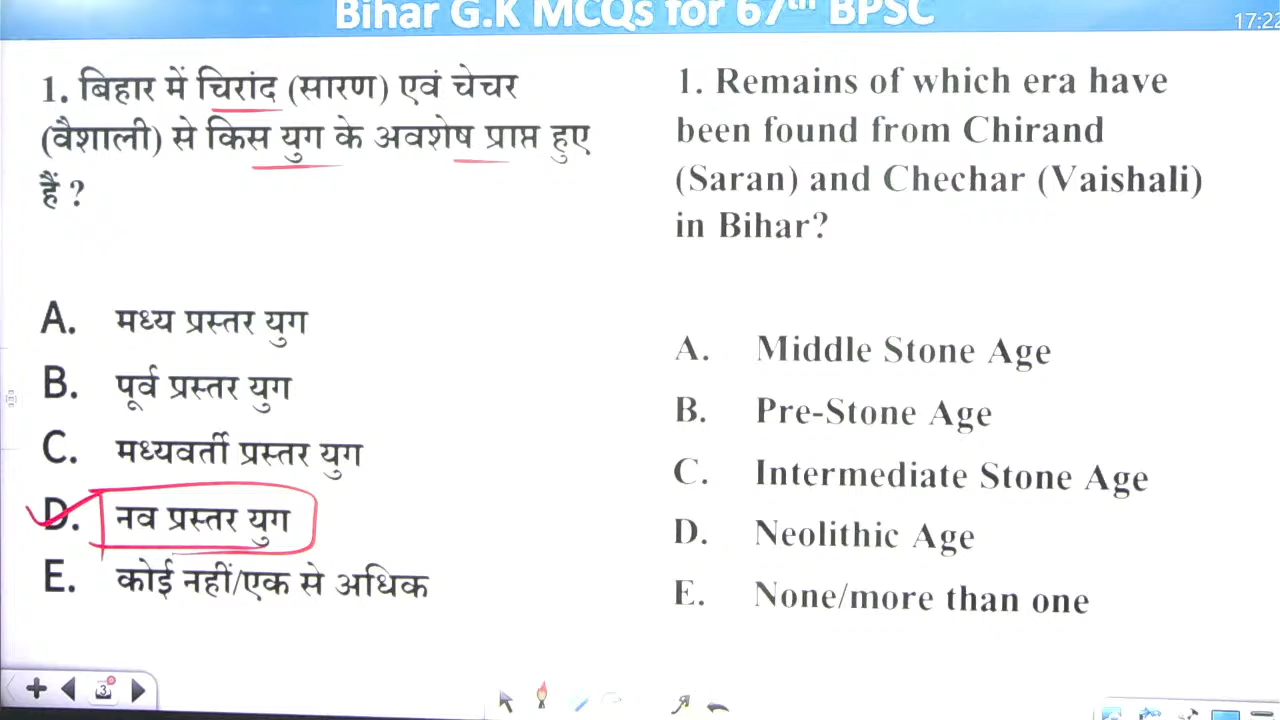 Bihar G.K MCQs for 67th BPSC
17:22
1. बिहार में चिरांद (सारण) एवं चेचर
(वैशाली) से किस युग के अवशेष प्राप्त हुए
हैं ?
A. मध्य प्रस्तर युग
B. पूर्व प्रस्तर युग
C. मध्यवर्ती प्रस्तर युग
D. नव प्रस्तर युग
E. कोई नहीं/एक से अधिक
1. Remains of which era have
been found from Chirand
(Saran) and Chechar (Vaishali)
in Bihar?
A. Middle Stone Age
B. Pre-Stone Age
C. Intermediate Stone Age
D. Neolithic Age
E. None/more than one
3